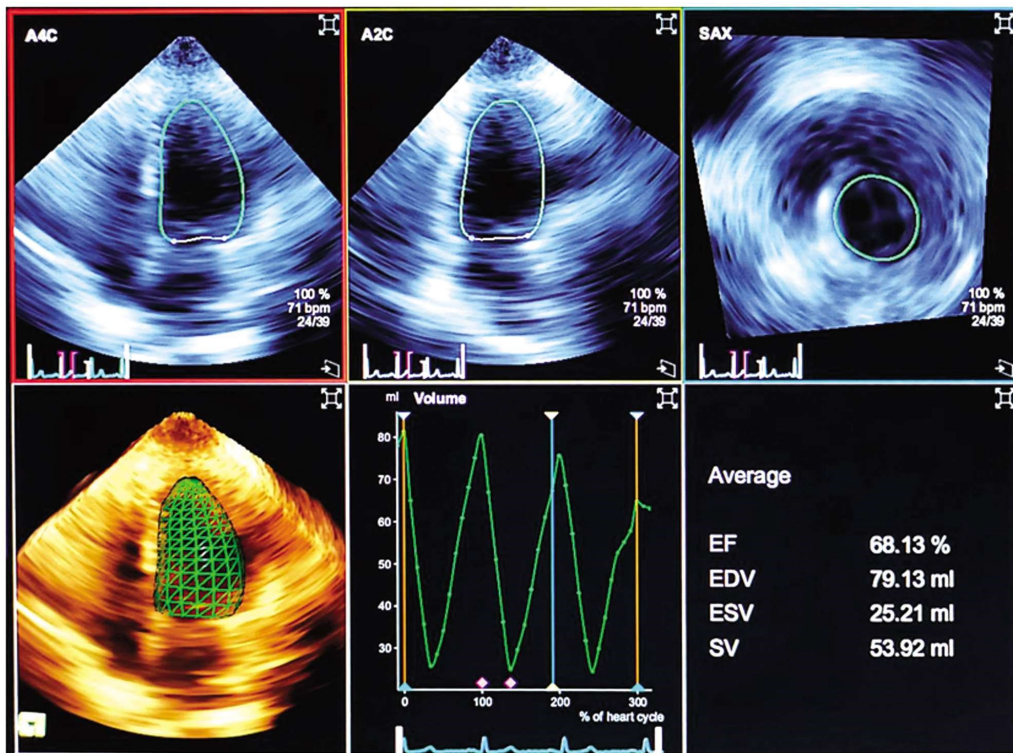 A4C
100 %
71 bpm
24/39
A2C
100 %
71 bpm
24/39
SAX
100 %
71 bpm
24/39
ml Volume
80
70
60
50
40
30
0 100 200 300
% of heart cycle
Average
EF 68.13 %
EDV 79.13 ml
ESV 25.21 ml
SV 53.92 ml